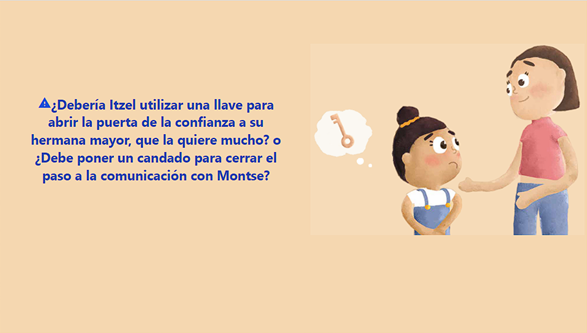 ⚠¿Debería Itzel utilizar una llave para
abrir la puerta de la confianza a su
hermana mayor, que la quiere mucho? o
¿Debe poner un candado para cerrar el
paso a la comunicación con Montse?